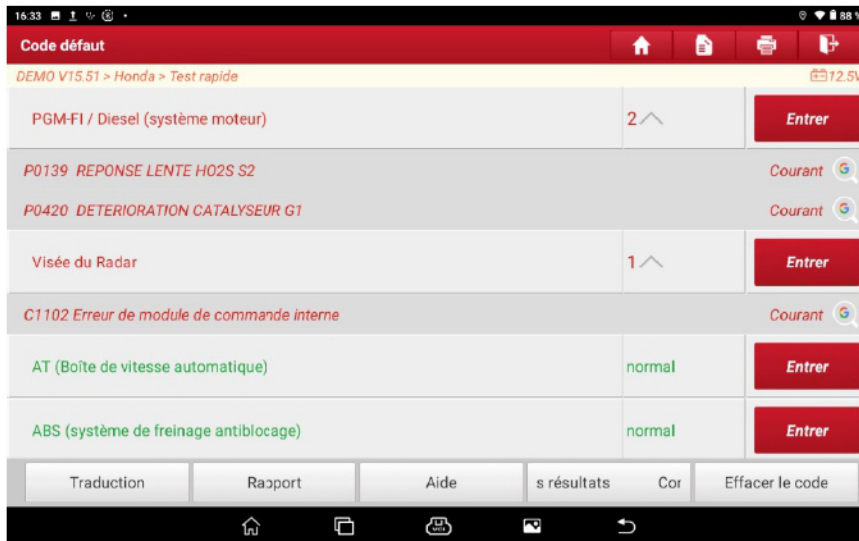 16:33 88 %
Code défaut
DEMO V15.51 > Honda > Test rapide 12.5V
PGM-FI / Diesel (système moteur) 2 Entrer
P0139 REPONSE LENTE HO2S S2 Courant
P0420 DETERIORATION CATALYSEUR G1 Courant
Visée du Radar 1 Entrer
C1102 Erreur de module de commande interne Courant
AT (Boîte de vitesse automatique) normal Entrer
ABS (système de freinage antiblocage) normal Entrer
Traduction Rapport Aide s résultats Cor Effacer le code